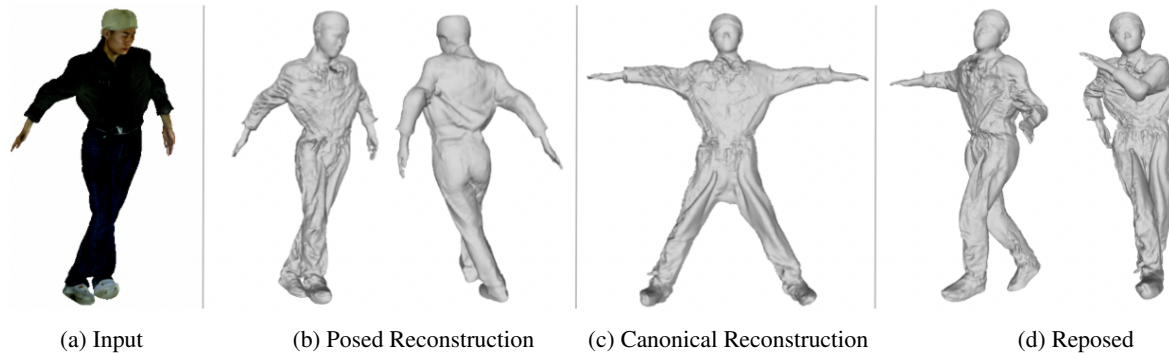 (a) Input
(b) Posed Reconstruction
(c) Canonical Reconstruction
(d) Reposed